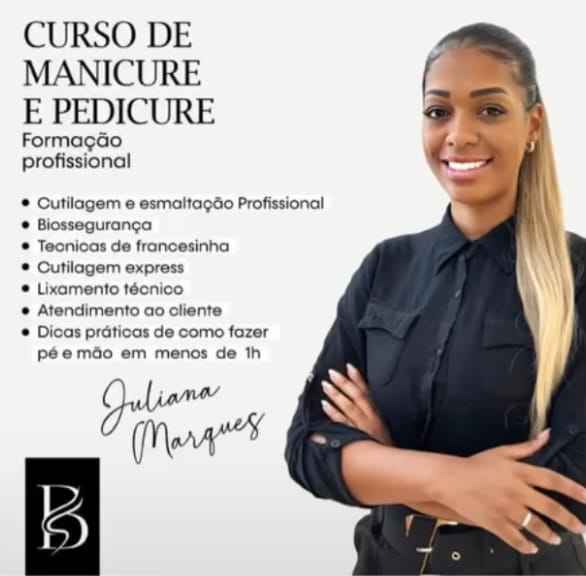 CURSO DE
MANICURE
E PEDICURE
Formação
profissional
• Cutilagem e esmaltação Profissional
• Biossegurança
• Tecnicas de francesinha
• Cutilagem express
• Lixamento técnico
• Atendimento ao cliente
• Dicas práticas de como fazer
pé e mão em menos de 1h
Juliana
Marques